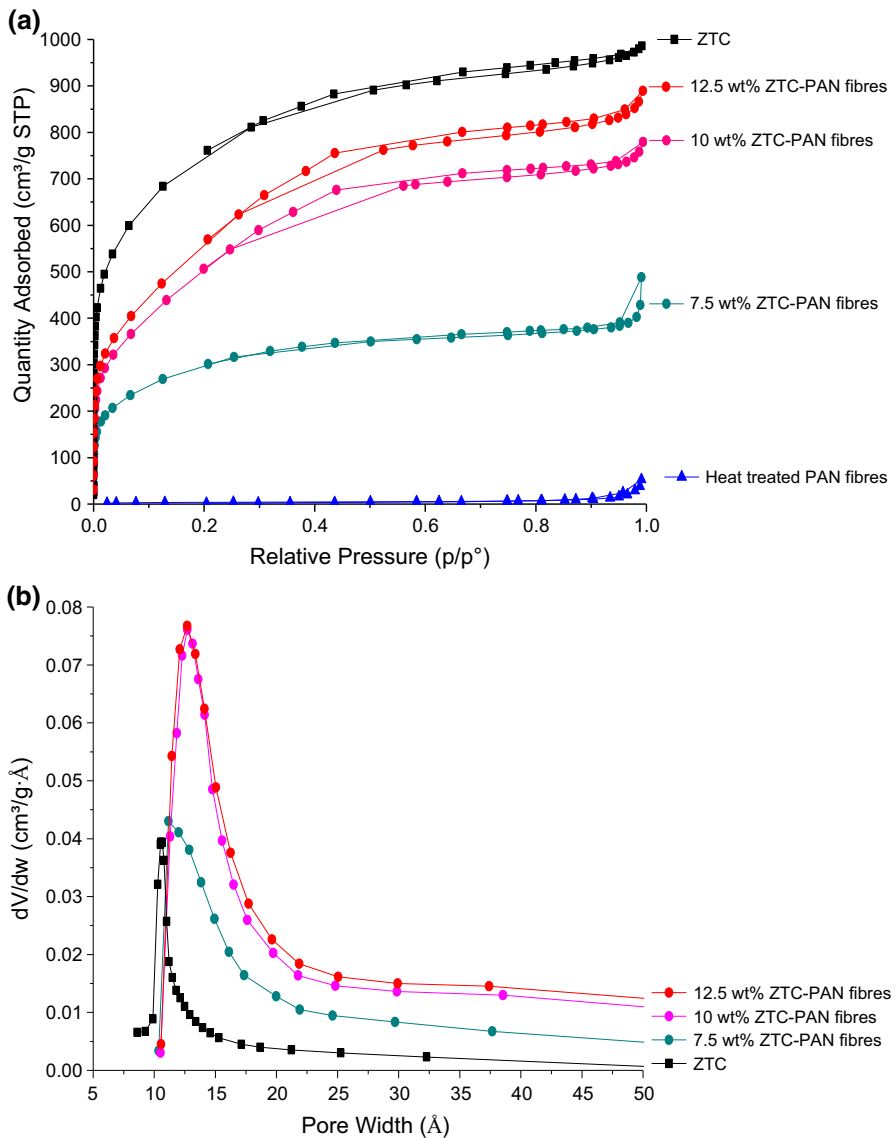 (a)
1000
900
800
700
600
500
400
300
200
100
0
Quantity Adsorbed (cm³/g STP)
ZTC
12.5 wt% ZTC-PAN fibres
10 wt% ZTC-PAN fibres
7.5 wt% ZTC-PAN fibres
Heat treated PAN fibres
0.0 0.2 0.4 0.6 0.8 1.0
Relative Pressure (p/p°)
(b)
0.08
0.07
0.06
0.05
0.04
0.03
0.02
0.01
0.00
dV/dw (cm³/g·Å)
12.5 wt% ZTC-PAN fibres
10 wt% ZTC-PAN fibres
7.5 wt% ZTC-PAN fibres
ZTC
5 10 15 20 25 30 35 40 45 50
Pore Width (Å)